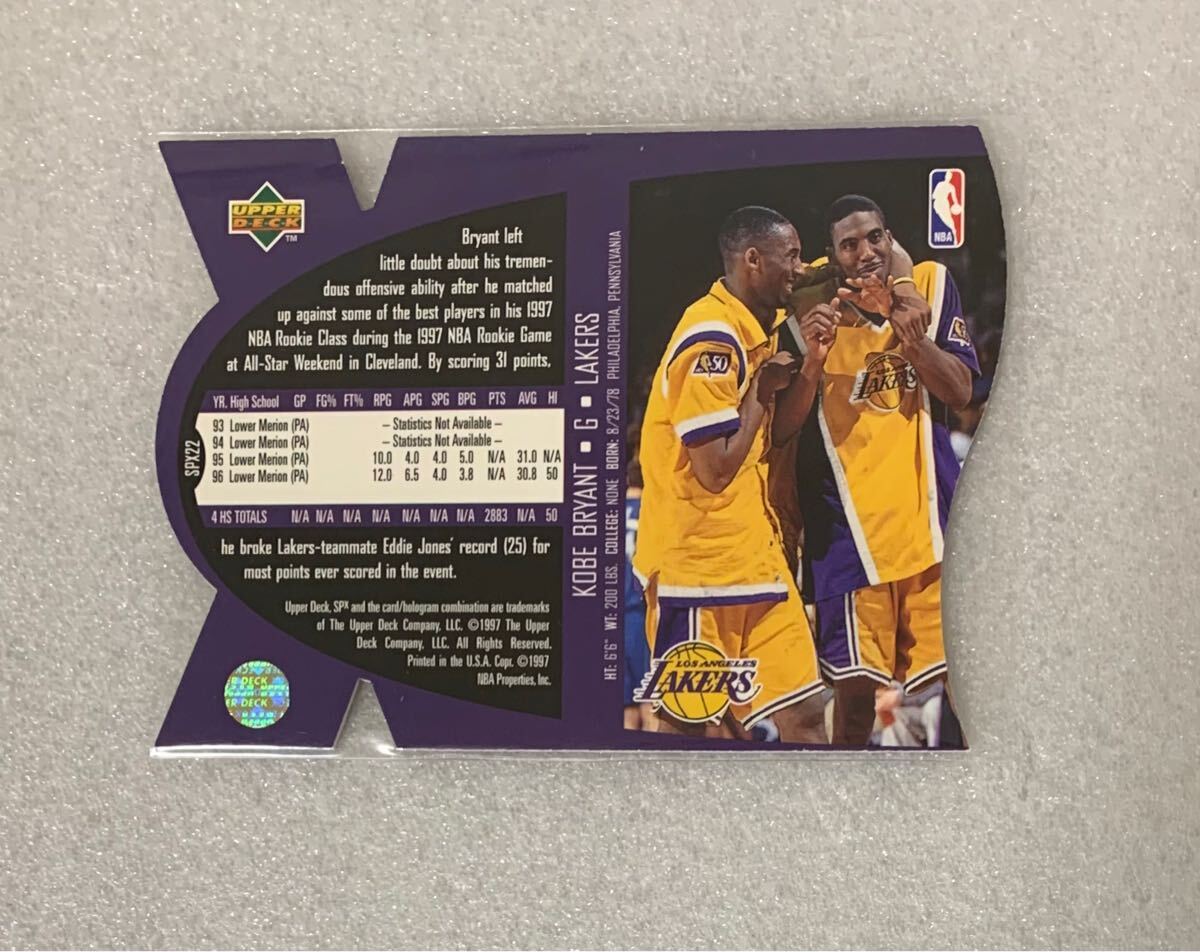 UPPER
D·E·C·K
TM
Bryant left
little doubt about his tremen-
dous offensive ability after he matched
up against some of the best players in his 1997
NBA Rookie Class during the 1997 NBA Rookie Game
at All-Star Weekend in Cleveland. By scoring 31 points,
YR. High School GP FG% FT% RPG APG SPG BPG PTS AVG HI
93 Lower Merion (PA) – Statistics Not Available –
94 Lower Merion (PA) – Statistics Not Available –
95 Lower Merion (PA) 10.0 4.0 4.0 5.0 N/A 31.0 N/A
96 Lower Merion (PA) 12.0 6.5 4.0 3.8 N/A 30.8 50
4 HS TOTALS N/A N/A N/A N/A N/A N/A N/A 2883 N/A 50
SPX22
he broke Lakers-teammate Eddie Jones' record (25) for
most points ever scored in the event.
Upper Deck, SPX and the card/hologram combination are trademarks
of The Upper Deck Company, LLC. ©1997 The Upper
Deck Company, LLC. All Rights Reserved.
Printed in the U.S.A. Copr. ©1997
NBA Properties, Inc.
ER DECK
ER DECK
KOBE BRYANT ▪ G ▪ LAKERS
HT: 6'6" WT: 200 LBS. COLLEGE: NONE BORN: 8/23/78 PHILADELPHIA, PENNSYLVANIA
NBA
50
LAKERS
LOS ANGELES
LAKERS